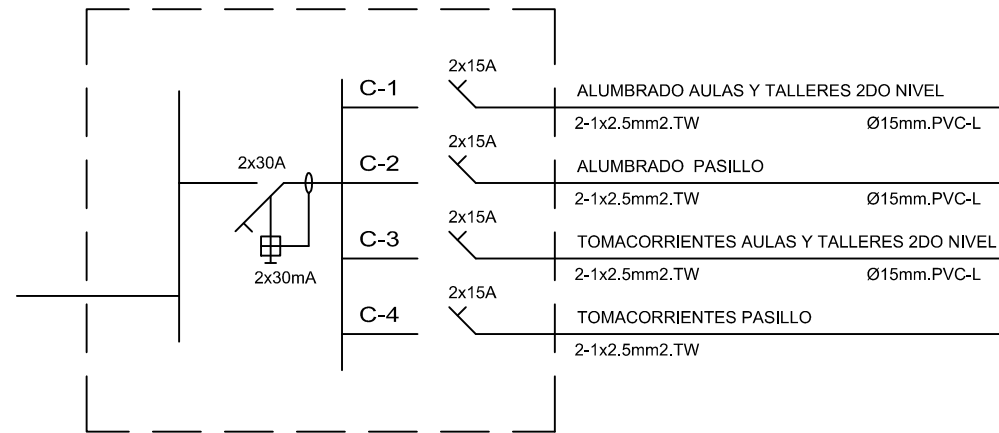 2x15A
C-1
ALUMBRADO AULAS Y TALLERES 2DO NIVEL
2-1x2.5mm2.TW Ø15mm.PVC-L
2x15A
2x30A
C-2
ALUMBRADO PASILLO
2-1x2.5mm2.TW Ø15mm.PVC-L
2x15A
C-3
TOMACORRIENTES AULAS Y TALLERES 2DO NIVEL
2x30mA
2-1x2.5mm2.TW Ø15mm.PVC-L
2x15A
C-4
TOMACORRIENTES PASILLO
2-1x2.5mm2.TW